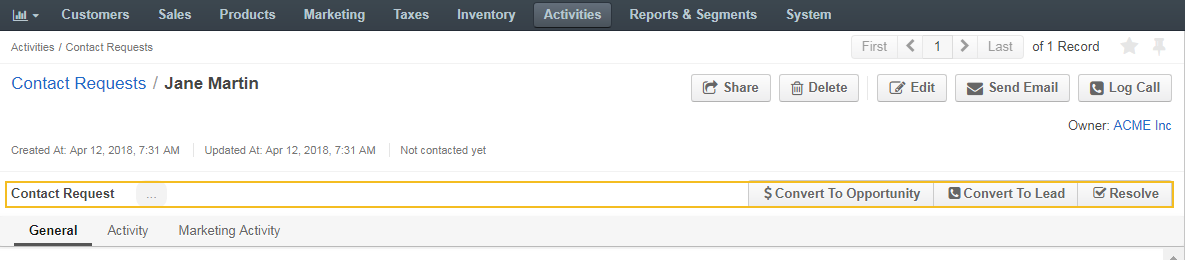 Customers Sales Products Marketing Taxes Inventory Activities Reports & Segments System
Activities / Contact Requests First 1 Last of 1 Record
Contact Requests / Jane Martin Share Delete Edit Send Email Log Call
Owner: ACME Inc
Created At: Apr 12, 2018, 7:31 AM Updated At: Apr 12, 2018, 7:31 AM Not contacted yet
Contact Request ... $ Convert To Opportunity Convert To Lead Resolve
General Activity Marketing Activity